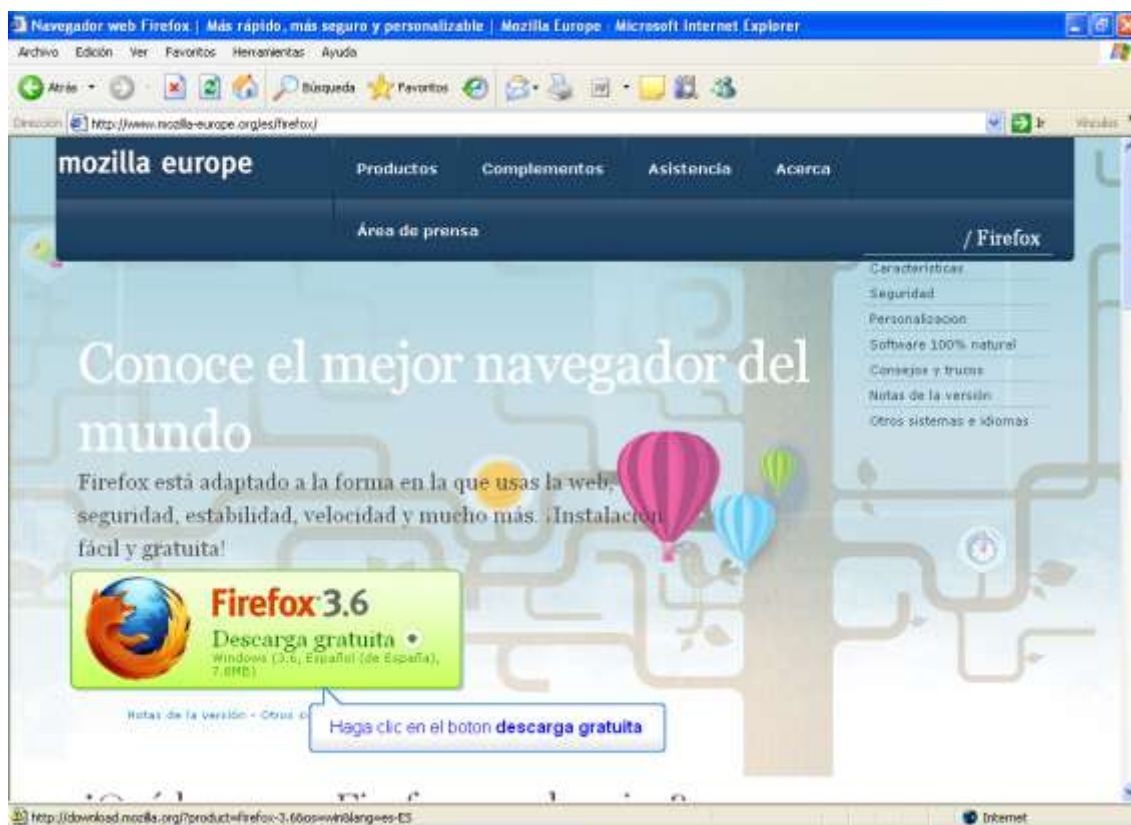 Navegador web Firefox | Más rápido, más seguro y personalizable | Mozilla Europe - Microsoft Internet Explorer
Archivo Edición Ver Favoritos Herramientas Ayuda
Atrás Búsqueda Favoritos
Dirección http://www.mozilla-europe.org/es/firefox/ Ir Vínculos
mozilla europe
Productos Complementos Asistencia Acerca
Área de prensa
/ Firefox
Características
Seguridad
Personalizacion
Software 100% natural
Consejos y trucos
Notas de la versión
Otros sistemas e idiomas
Conoce el mejor navegador del
mundo
Firefox está adaptado a la forma en la que usas la web,
seguridad, estabilidad, velocidad y mucho más. ¡Instalación
fácil y gratuita!
Firefox 3.6
Descarga gratuita
Windows (3.6, Español (de España),
7.8MB)
Notas de la versión - Otros
Haga clic en el boton descarga gratuita
http://download.mozilla.org/?product=firefox-3.6&os=win&lang=es-ES
Internet